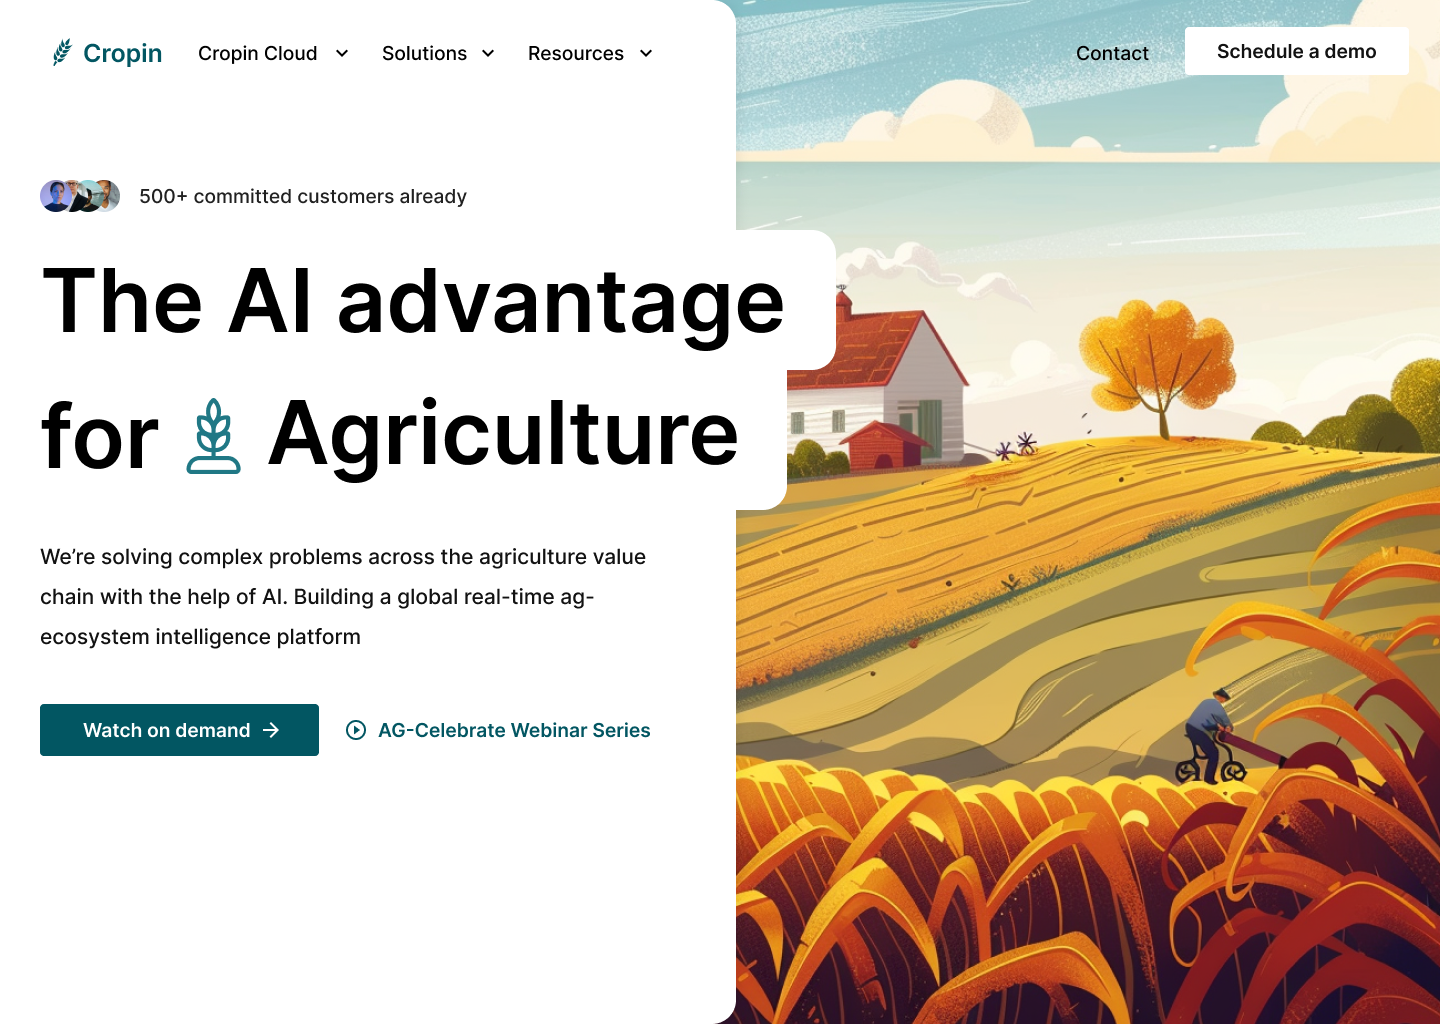 Cropin Cropin Cloud Solutions Resources Contact Schedule a demo
500+ committed customers already
The AI advantage
for Agriculture
We’re solving complex problems across the agriculture value
chain with the help of AI. Building a global real-time ag-
ecosystem intelligence platform
Watch on demand AG-Celebrate Webinar Series